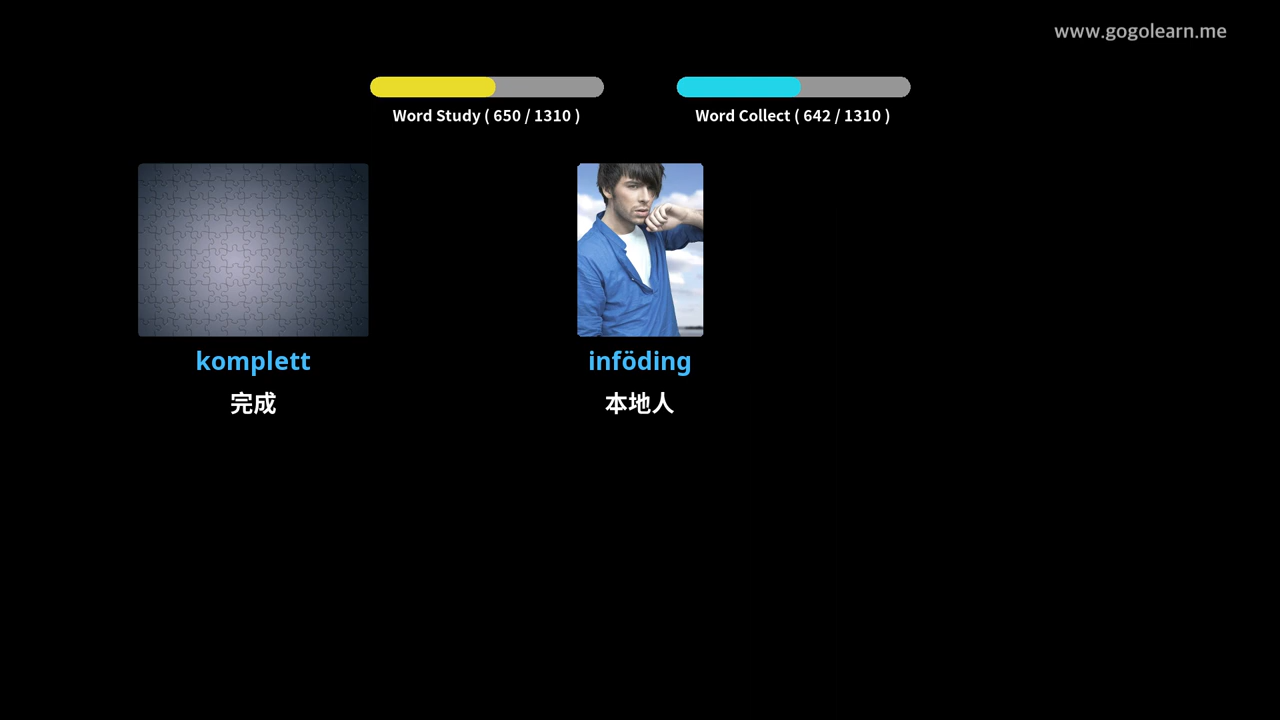 www.gogolearn.me
Word Study ( 650 / 1310 )
Word Collect ( 642 / 1310 )
komplett
完成
inföding
本地人